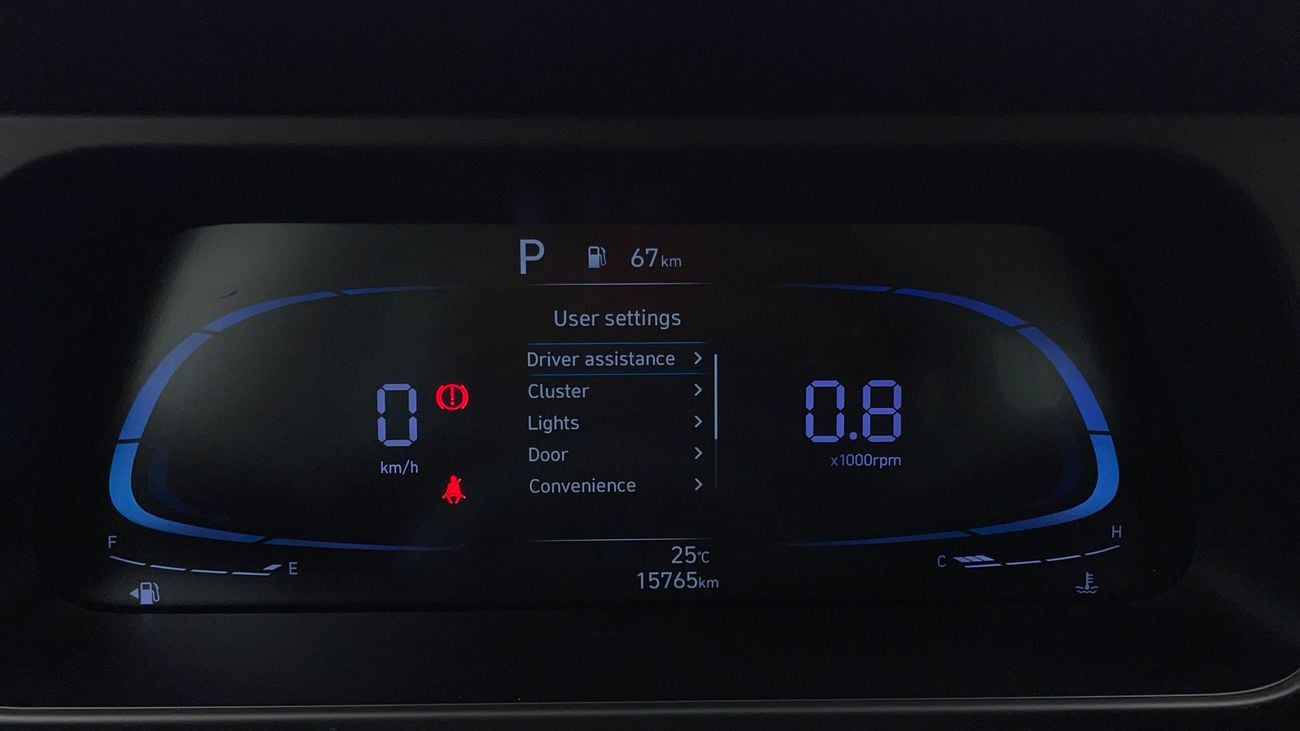 P 67km
User settings
Driver assistance
Cluster
Lights
Door
Convenience
0
km/h
0.8
x1000rpm
F
E
C
H
25°C
15765km